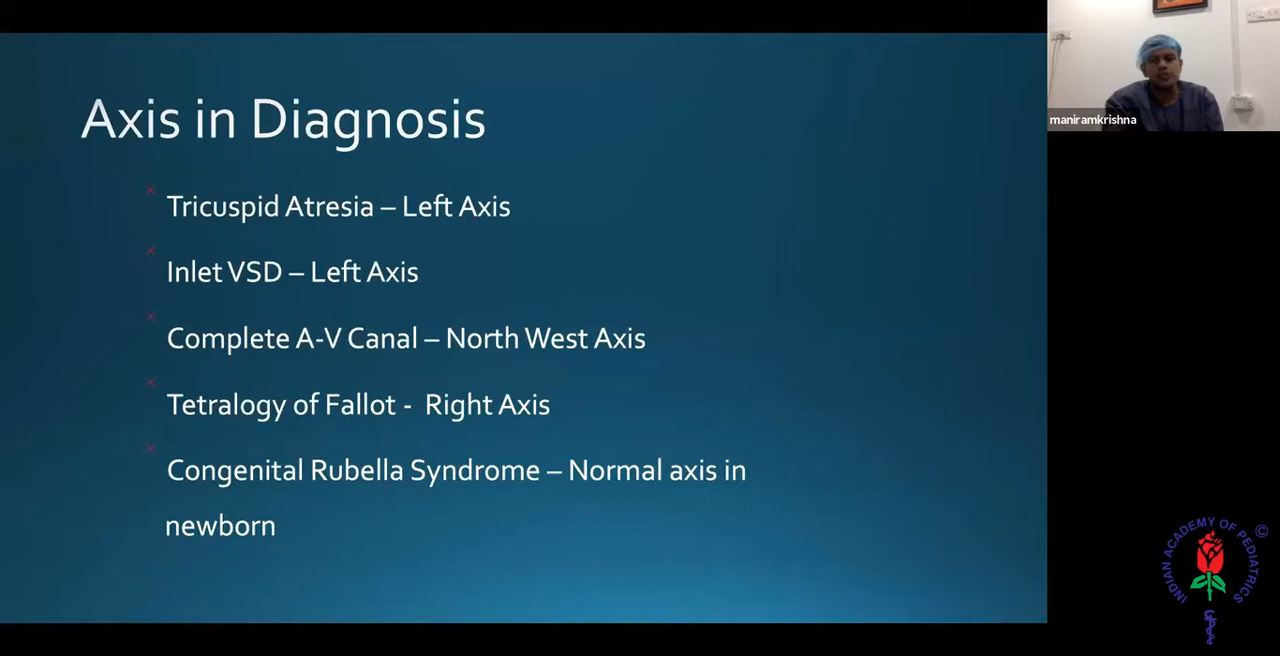 Axis in Diagnosis
Tricuspid Atresia – Left Axis
Inlet VSD – Left Axis
Complete A-V Canal – North West Axis
Tetralogy of Fallot - Right Axis
Congenital Rubella Syndrome – Normal axis in
newborn
maniramkrishna
INDIAN ACADEMY OF PEDIATRICS
©